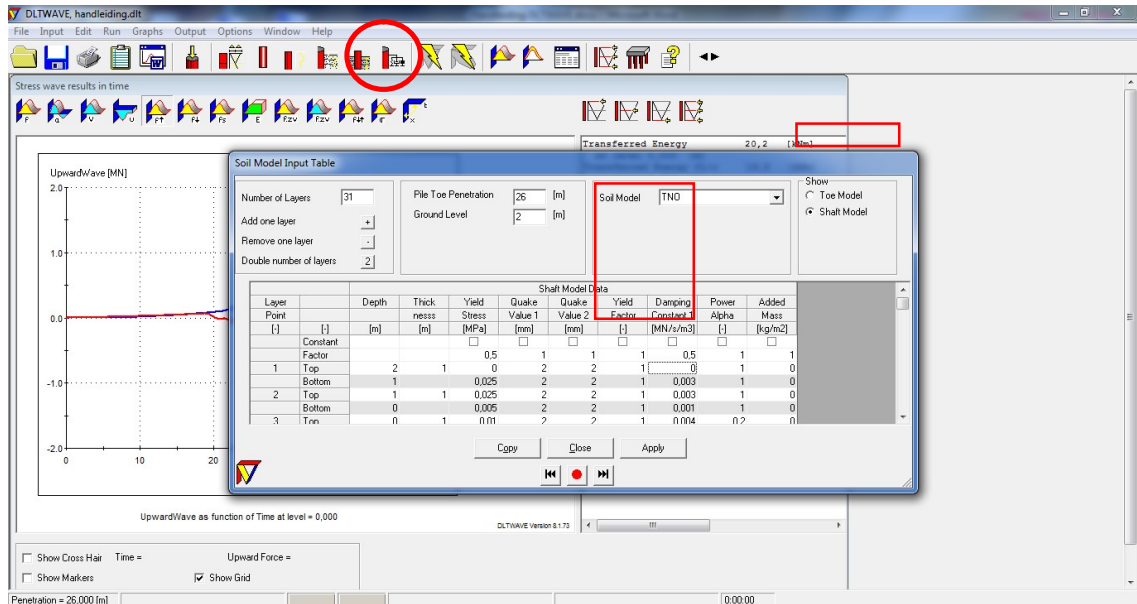 DLTWAVE, handleiding.dlt
File Input Edit Run Graphs Output Options Window Help
Stress wave results in time
F a v u F↑ F↓ Fs E F,zv F,zv F↓↑ σ t
Transferred Energy 20,2 [kNm]
UpwardWave [MN]
2.0
1.0
0.0
-1.0
-2.0
0 10 20
UpwardWave as function of Time at level = 0,000
DLTWAVE Version 8.1.73
Soil Model Input Table
Number of Layers 31
Add one layer +
Remove one layer -
Double number of layers 2
Pile Toe Penetration 26 [m]
Ground Level 2 [m]
Soil Model TNO
Show
Toe Model
Shaft Model
Shaft Model Data
Layer Depth Thick Yield Quake Quake Yield Damping Power Added
Point nesss Stress Value 1 Value 2 Factor Constant 1 Alpha Mass
[-] [-] [m] [m] [MPa] [mm] [mm] [-] [MN/s/m3] [-] [kg/m2]
Constant
Factor 0,5 1 1 1 0,5 1 1
1 Top 2 1 0 2 2 1 0 1 0
Bottom 1 0,025 2 2 1 0,003 1 0
2 Top 1 1 0,025 2 2 1 0,003 1 0
Bottom 0 0,005 2 2 1 0,001 1 0
3 Top 0 1 0,01 2 2 1 0,004 0,2 0
Copy Close Apply
Show Cross Hair Time = Upward Force =
Show Markers Show Grid
Penetration = 26,000 [m] 0:00:00